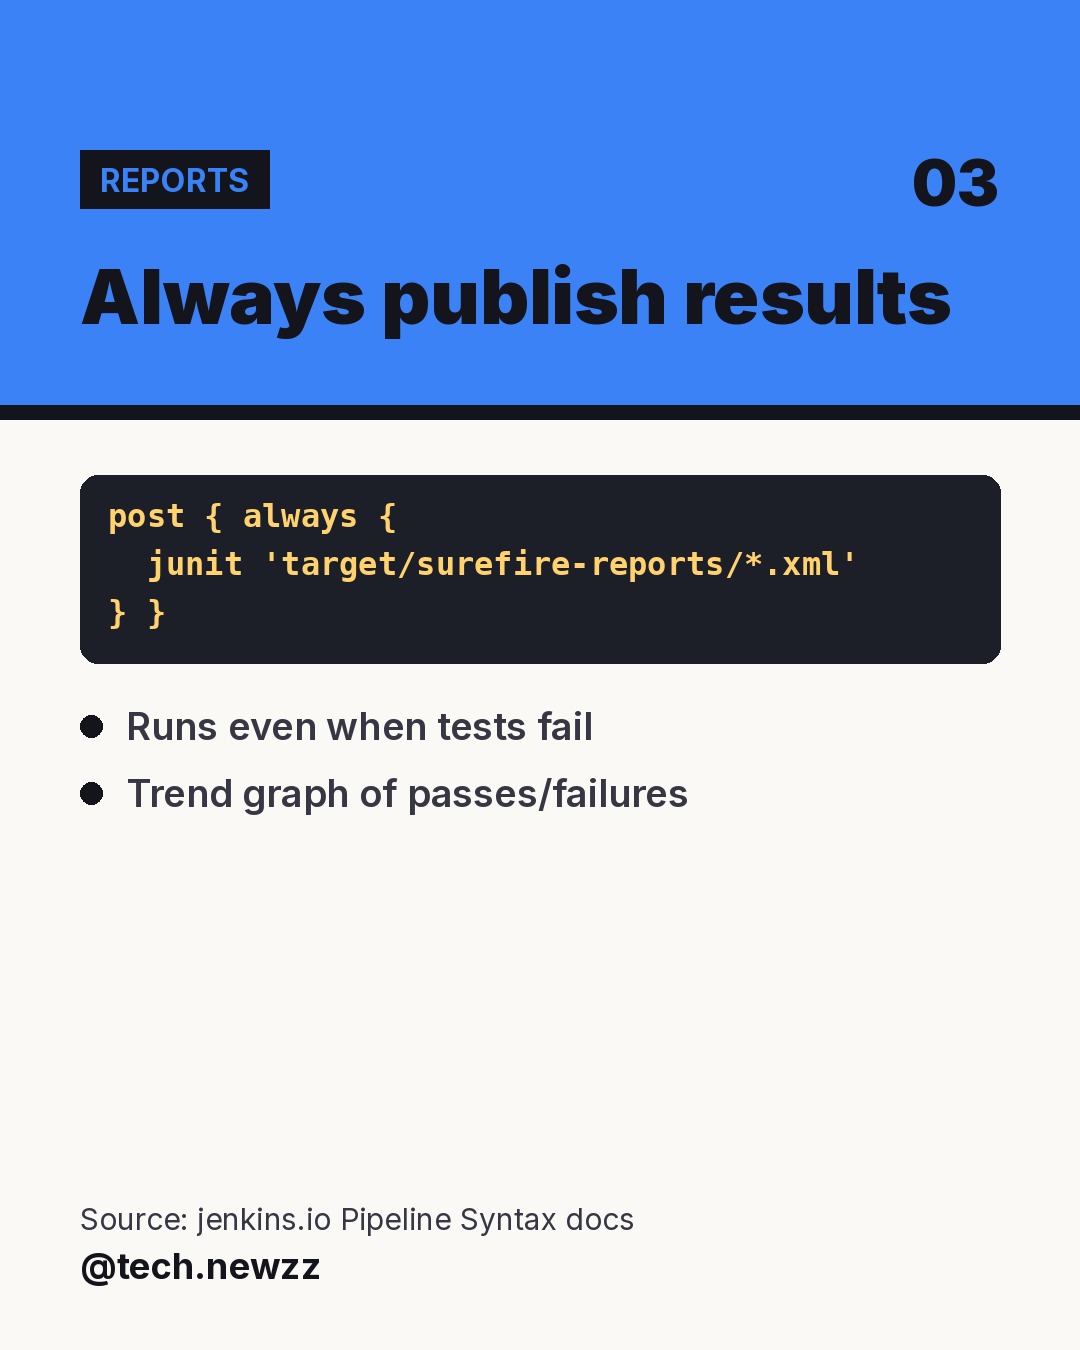 REPORTS
03
Always publish results
post { always {
  junit 'target/surefire-reports/*.xml'
} }
Runs even when tests fail
Trend graph of passes/failures
Source: jenkins.io Pipeline Syntax docs
@tech.newzz